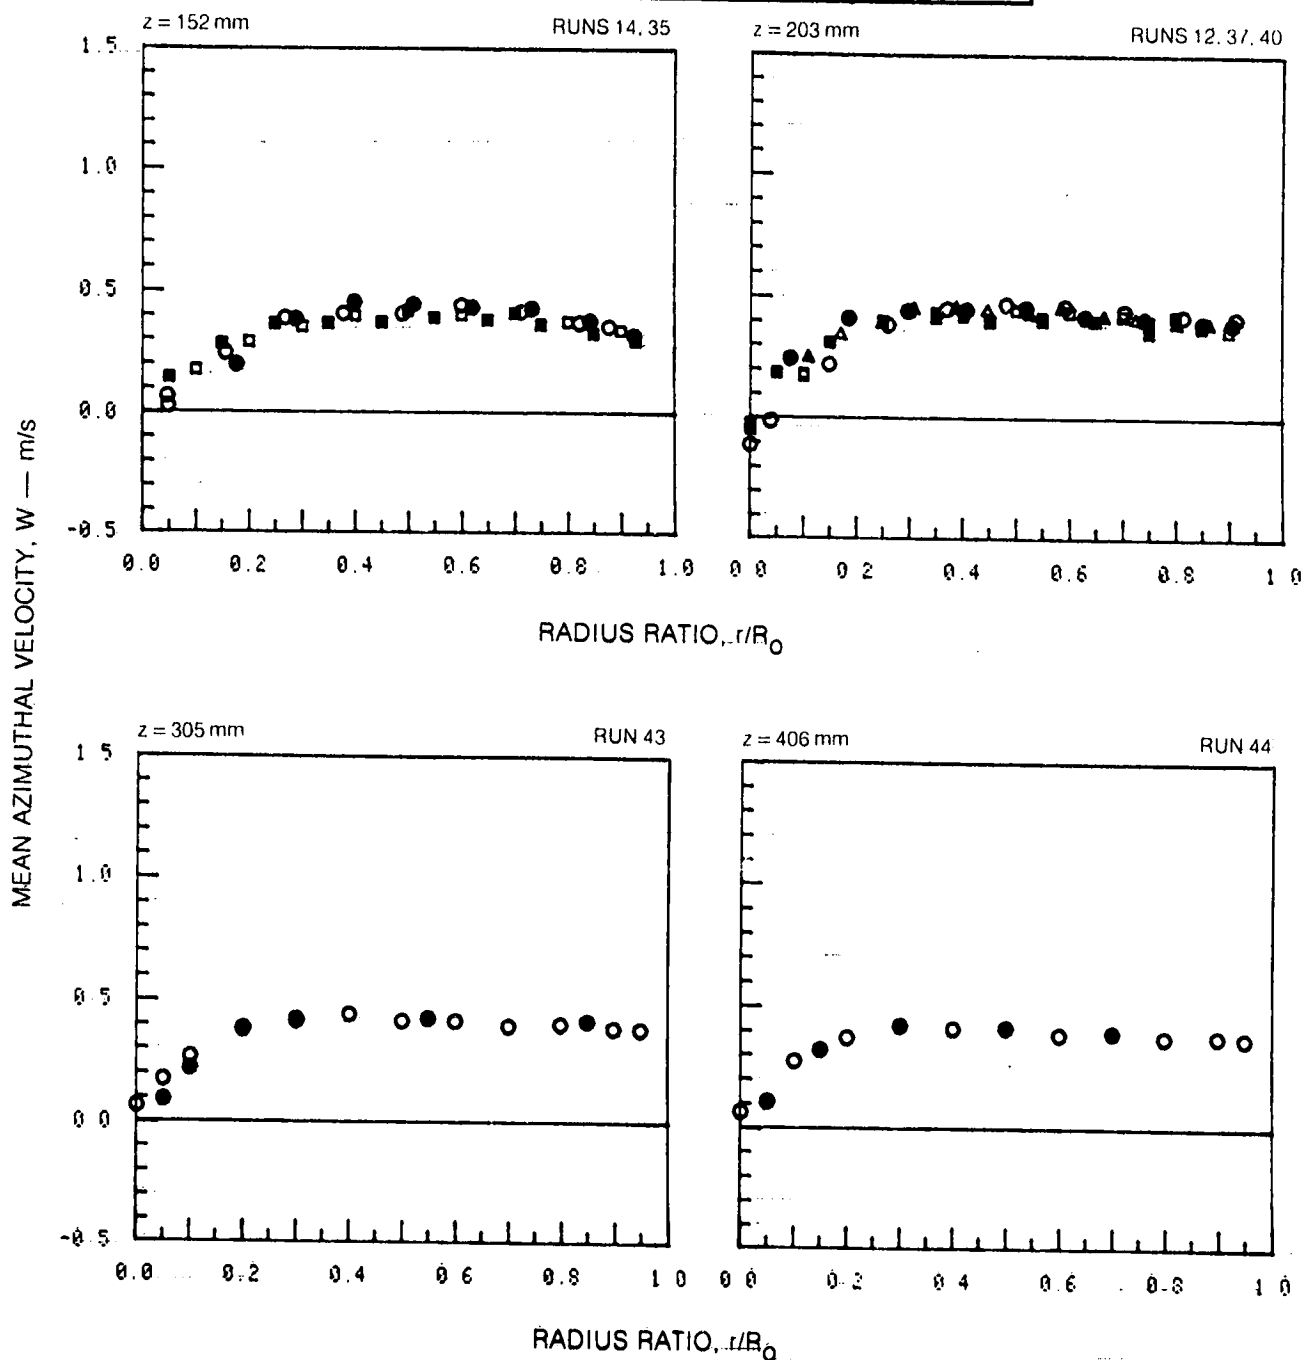 z = 152 mm
RUNS 14, 35
z = 203 mm
RUNS 12, 37, 40
1.5
1.0
0.5
0.0
-0.5
0.0 0.2 0.4 0.6 0.8 1.0
0 0 0 2 0.4 0.6 0.8 1 0
MEAN AZIMUTHAL VELOCITY, W — m/s
RADIUS RATIO, r/Ro
z = 305 mm
RUN 43
z = 406 mm
RUN 44
1 5
1.0
0.5
0 0
-0.5
0.0 0.2 0.4 0 6 0.8 1 0
0 0 0.2 0 4 0.6 0.8 1 0
RADIUS RATIO, r/Ro